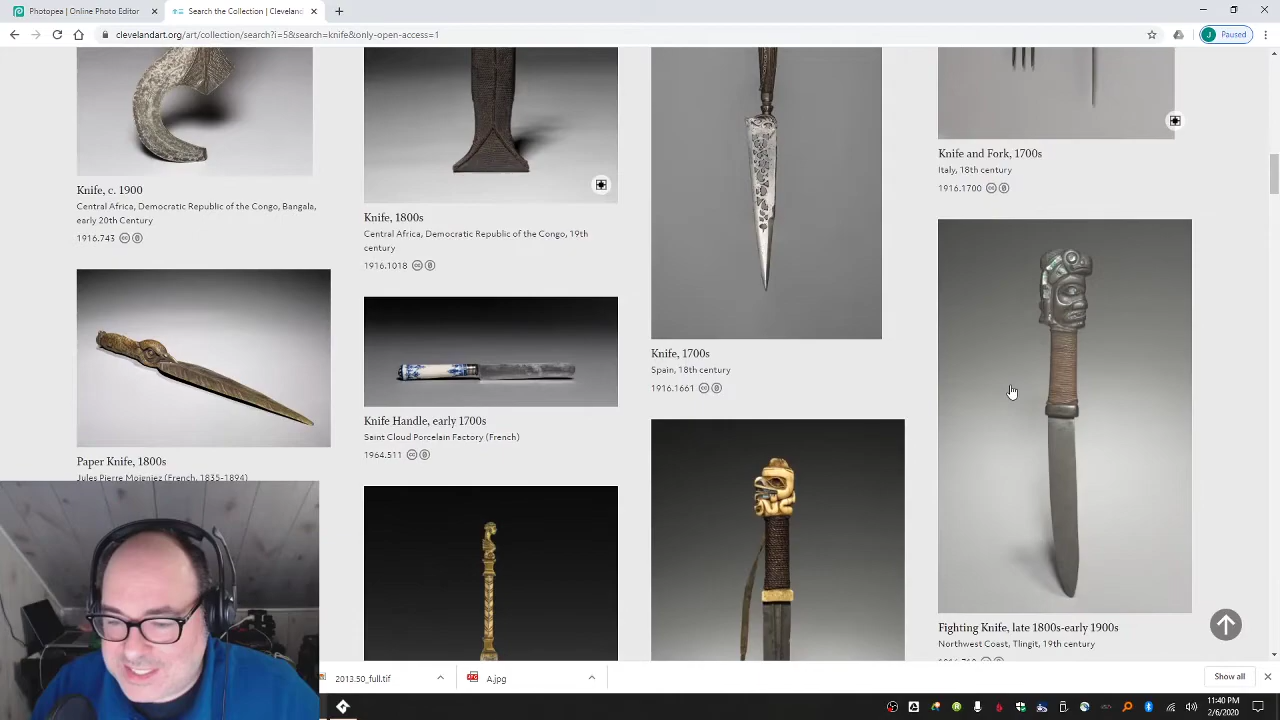 Photopea | Online Photo Editor
Search the Collection | Clevelan
clevelandart.org/art/collection/search?i=5&search=knife&only-open-access=1
J
Paused
Knife, c. 1900
Central Africa, Democratic Republic of the Congo, Bangala,
early 20th Century
1916.743
Paper Knife, 1800s
Jules Pierre Moigniez (French, 1835-1894)
Knife, 1800s
Central Africa, Democratic Republic of the Congo, 19th
century
1916.1018
Knife Handle, early 1700s
Saint Cloud Porcelain Factory (French)
1964.511
Knife, 1700s
Spain, 18th century
1916.1661
Knife and Fork, 1700s
Italy, 18th century
1916.1700
Fighting Knife, late 1800s-early 1900s
Northwest Coast, Tlingit, 19th century
2013.50_full.tif
A.jpg
Show all
11:40 PM
2/6/2020